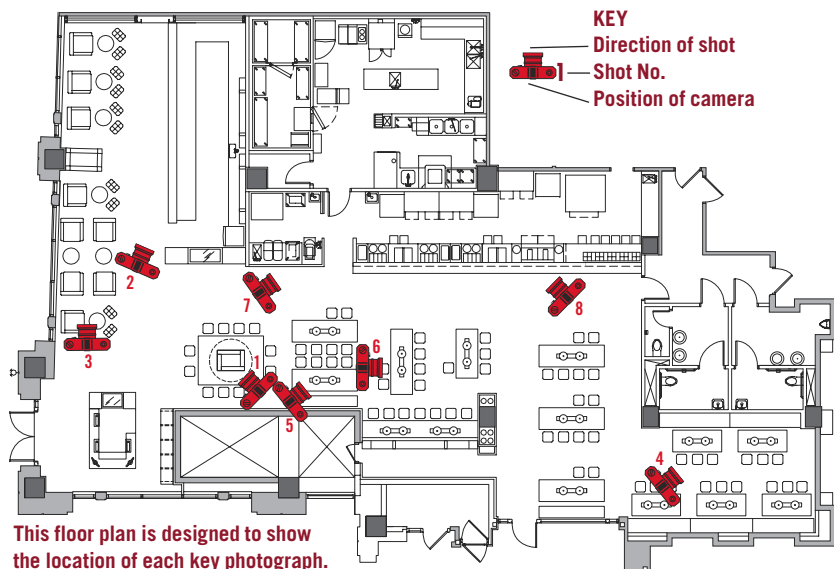 KEY
Direction of shot
1 Shot No.
Position of camera
2
7
8
3
6
1
5
4
This floor plan is designed to show
the location of each key photograph.